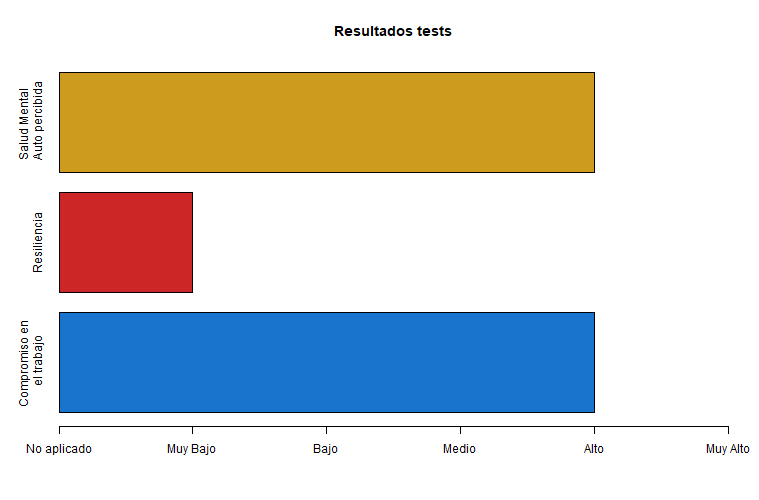 Resultados tests
Salud Mental
Auto percibida
Resiliencia
Compromiso en
el trabajo
No aplicado
Muy Bajo
Bajo
Medio
Alto
Muy Alto